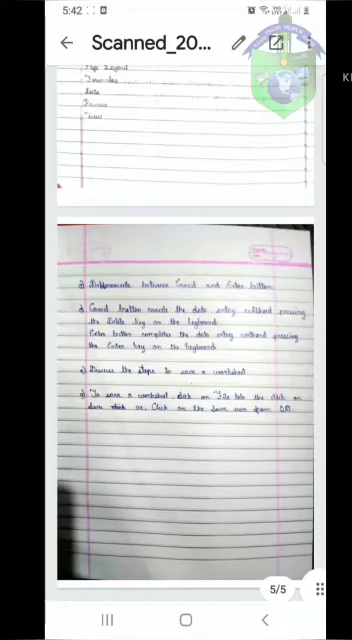 5:42
Scanned_20...
Page Layout
Formulas
Data
Review
View
Q) Differentiate between Cancel and Enter button
A) Cancel button cancels the data entry without pressing
the Delete key on the keyboard
Enter button completes the data entry without pressing
the Enter key on the keyboard
Q) Discuss the steps to save a worksheet
A) To save a worksheet click on File tab the click on
Save or Click on the Save icon from QAT
5/5